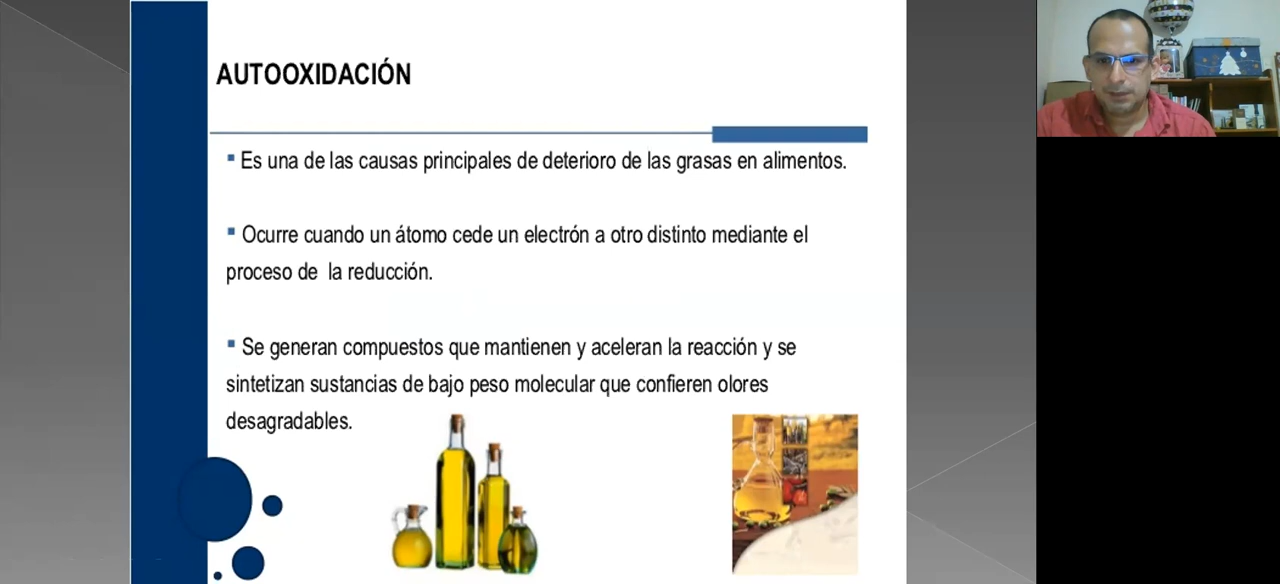 AUTOOXIDACIÓN
▪ Es una de las causas principales de deterioro de las grasas en alimentos.
▪ Ocurre cuando un átomo cede un electrón a otro distinto mediante el
proceso de  la reducción.
▪ Se generan compuestos que mantienen y aceleran la reacción y se
sintetizan sustancias de bajo peso molecular que confieren olores
desagradables.